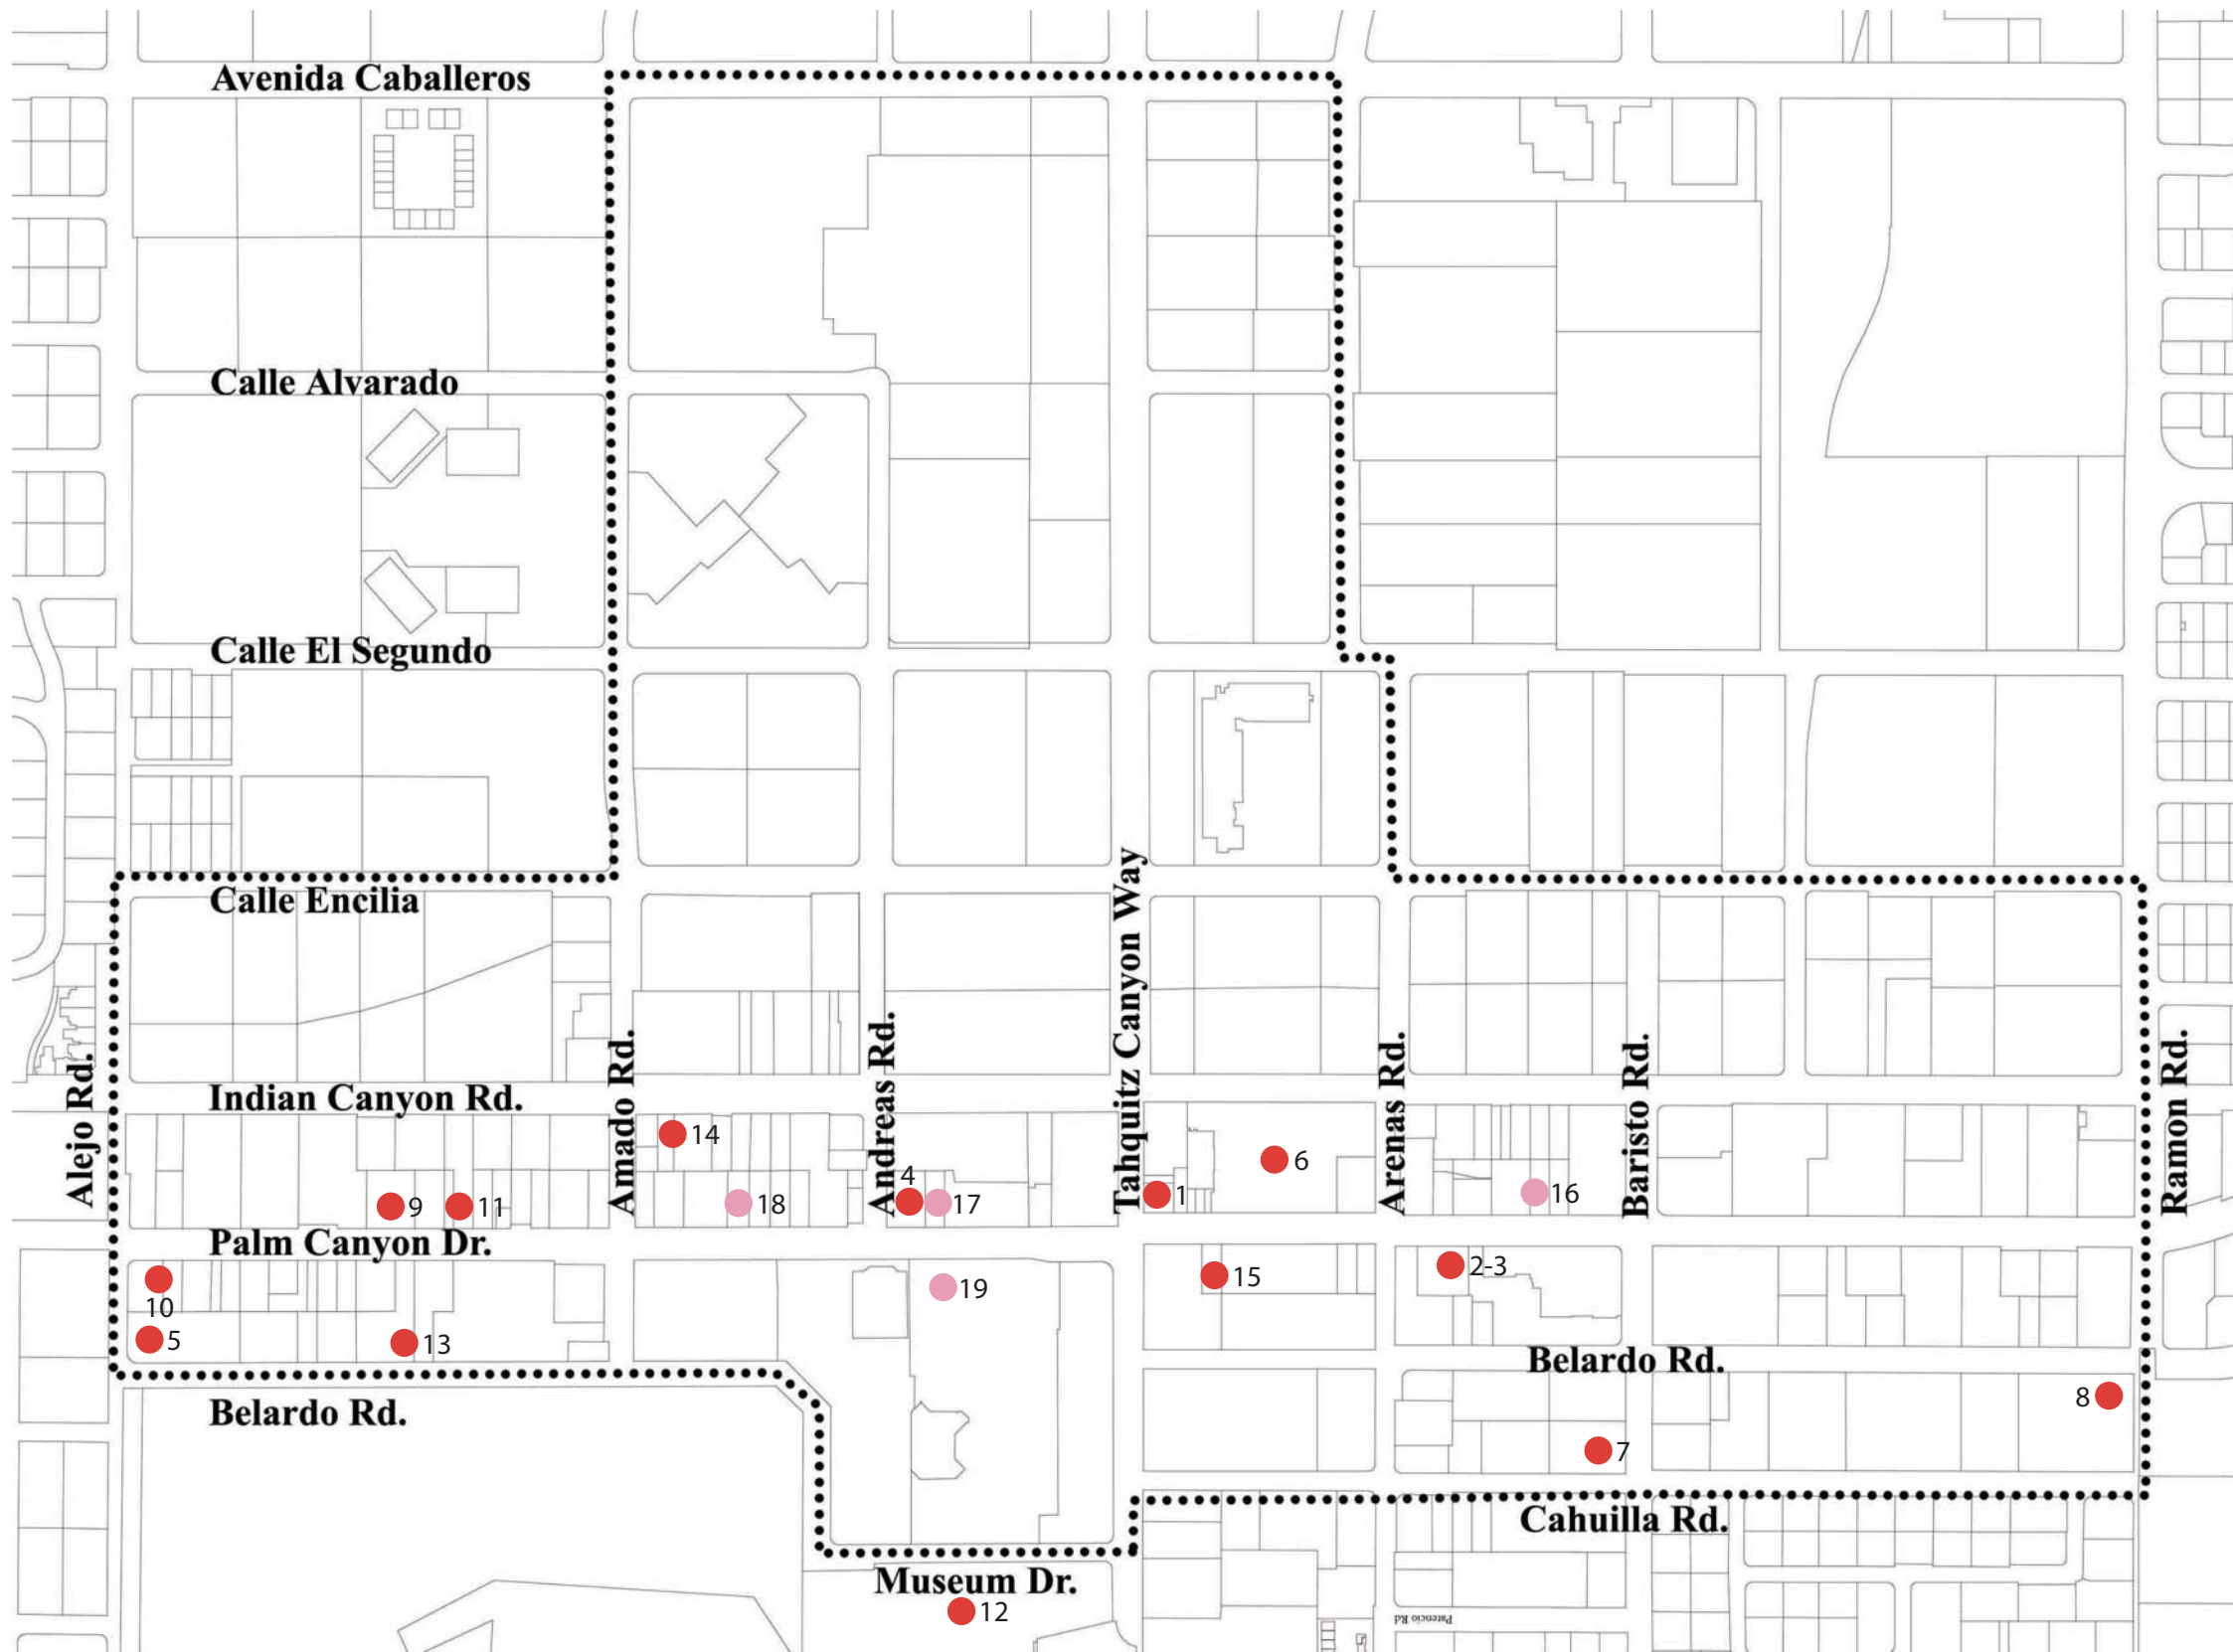 Avenida Caballeros
Calle Alvarado
Calle El Segundo
Calle Encilia
Tahquitz Canyon Way
Alejo Rd.
Amado Rd.
Andreas Rd.
Arenas Rd.
Baristo Rd.
Ramon Rd.
Indian Canyon Rd.
14
6
4
9
11
18
17
1
16
Palm Canyon Dr.
2-3
15
19
10
5
13
Belardo Rd.
8
Belardo Rd.
7
Cahuilla Rd.
Museum Dr.
12
Patencio Rd